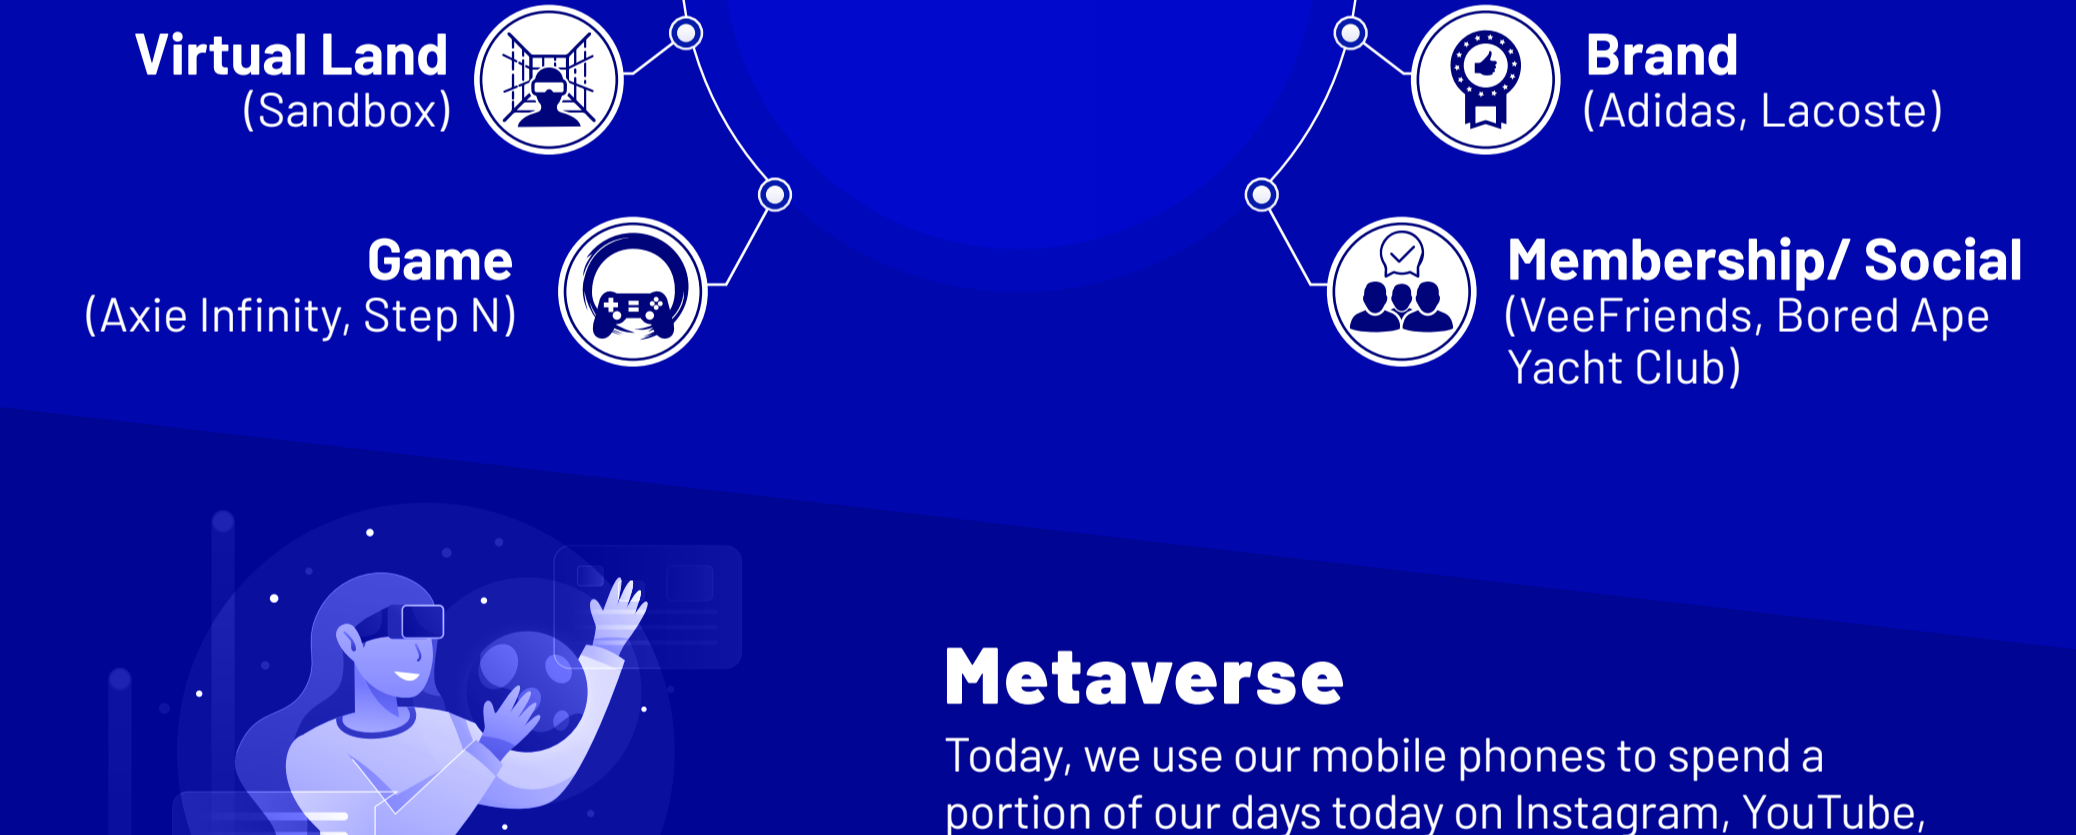 Virtual Land
(Sandbox)
Brand
(Adidas, Lacoste)
Game
(Axie Infinity, Step N)
Membership/ Social
(VeeFriends, Bored Ape
Yacht Club)
Metaverse
Today, we use our mobile phones to spend a
portion of our days today on Instagram, YouTube,